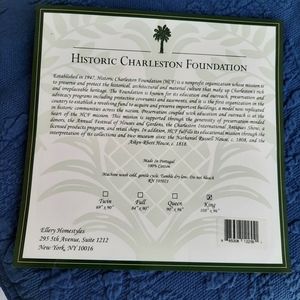 HISTORIC CHARLESTON FOUNDATION
Established in 1947, Historic Charleston Foundation (HCF) is a nonprofit organization whose mission is
to preserve and protect the historical, architectural and material culture that make up Charleston's rich
and irreplaceable heritage. The Foundation is known for its education and outreach, preservation and
advocacy programs including protective covenants and easements, and is the first organization in the
country to establish a revolving fund to acquire and preserve important buildings, a model now replicated
in historic communities across the nation. Preservation coupled with education and outreach is at the
heart of the HCF mission. This mission is supported through the generosity of preservation-minded
donors, the Annual Festival of Houses and Gardens, the Charleston International Antiques Show, a
licensed products program, and retail shops. In addition, HCF fulfills its educational mission through the
interpretation of its collections and two museum sites: the Nathaniel Russell House, c. 1808, and the
Aiken-Rhett House, c. 1818.
Made in Portugal
100% Cotton
Machine wash cold, gentle cycle. Tumble dry low. Do not bleach
Twin
68" x 86"
Full
84" x 90"
Queen
90" x 96"
King
108" x 96"
Ellery Homestyles
295 5th Avenue, Suite 1212
New York, NY 10016